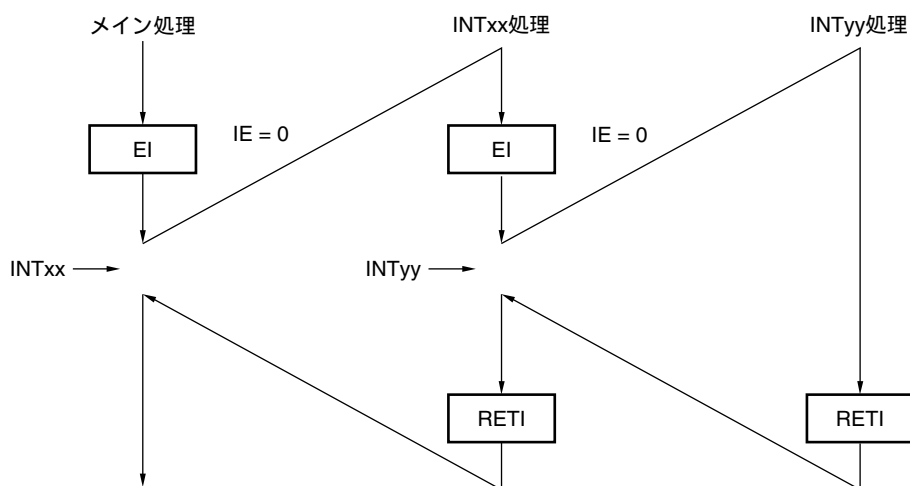 メイン処理
INTxx処理
INTyy処理
EI
IE = 0
EI
IE = 0
INTxx
INTyy
RETI
RETI